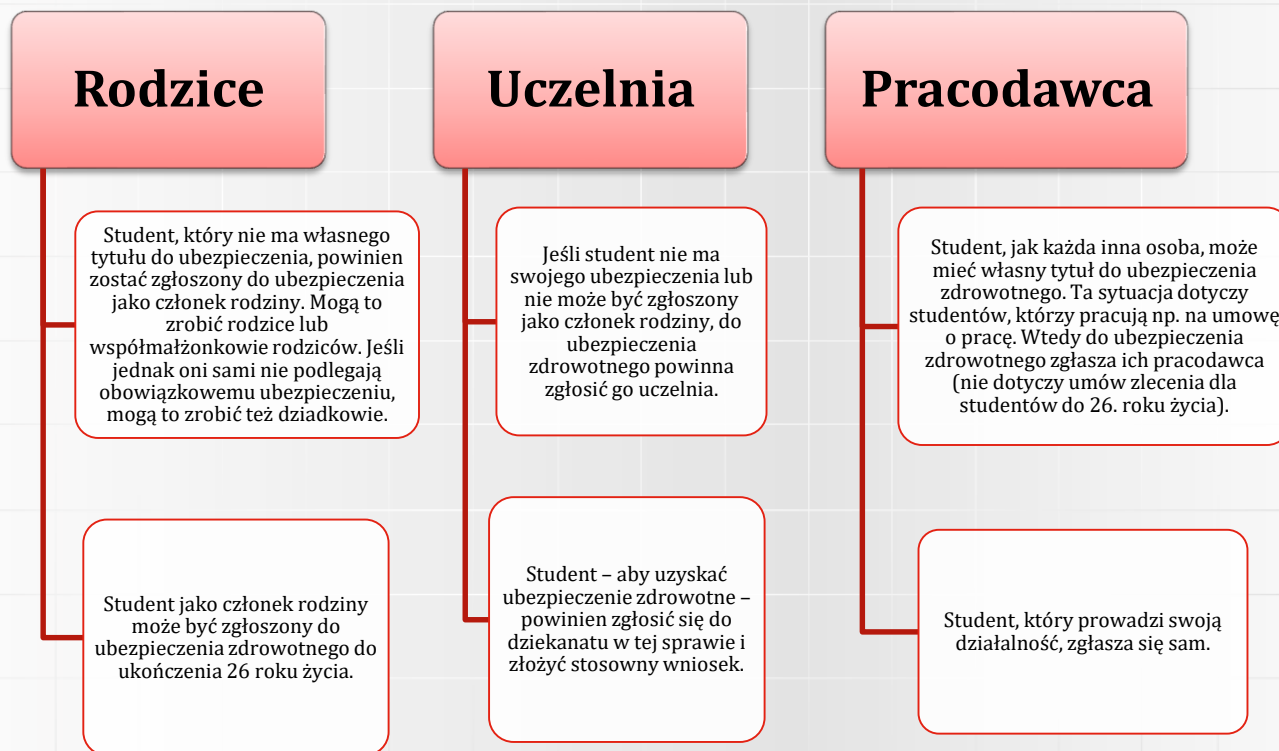 Rodzice
Student, który nie ma własnego
tytułu do ubezpieczenia, powinien
zostać zgłoszony do ubezpieczenia
jako członek rodziny. Mogą to
zrobić rodzice lub
współmałżonkowie rodziców. Jeśli
jednak oni sami nie podlegają
obowiązkowemu ubezpieczeniu,
mogą to zrobić też dziadkowie.
Student jako członek rodziny
może być zgłoszony do
ubezpieczenia zdrowotnego do
ukończenia 26 roku życia.
Uczelnia
Jeśli student nie ma
swojego ubezpieczenia lub
nie może być zgłoszony
jako członek rodziny, do
ubezpieczenia
zdrowotnego powinna
zgłosić go uczelnia.
Student – aby uzyskać
ubezpieczenie zdrowotne –
powinien zgłosić się do
dziekanatu w tej sprawie i
złożyć stosowny wniosek.
Pracodawca
Student, jak każda inna osoba, może
mieć własny tytuł do ubezpieczenia
zdrowotnego. Ta sytuacja dotyczy
studentów, którzy pracują np. na umowę
o pracę. Wtedy do ubezpieczenia
zdrowotnego zgłasza ich pracodawca
(nie dotyczy umów zlecenia dla
studentów do 26. roku życia).
Student, który prowadzi swoją
działalność, zgłasza się sam.